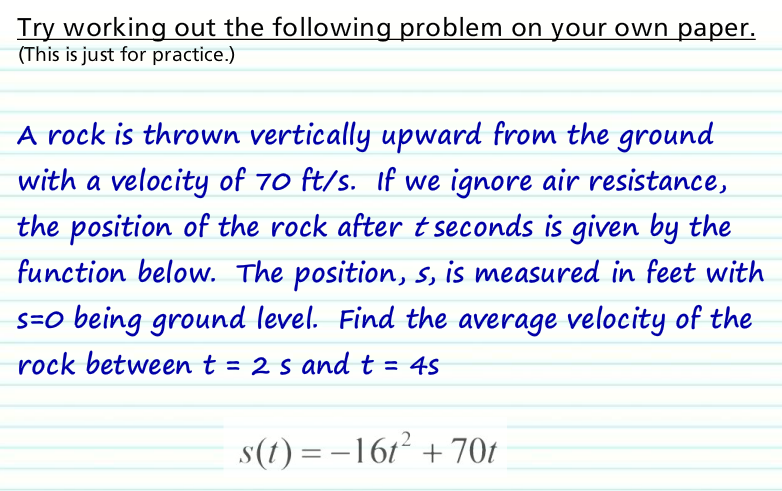 Try working out the following problem on your own paper.
(This is just for practice.)
A rock is thrown vertically upward from the ground
with a velocity of 70 ft/s. If we ignore air resistance,
the position of the rock after t seconds is given by the
function below. The position, s, is measured in feet with
s=0 being ground level. Find the average velocity of the
rock between t = 2 s and t = 4s
s(t) = −16t² + 70t